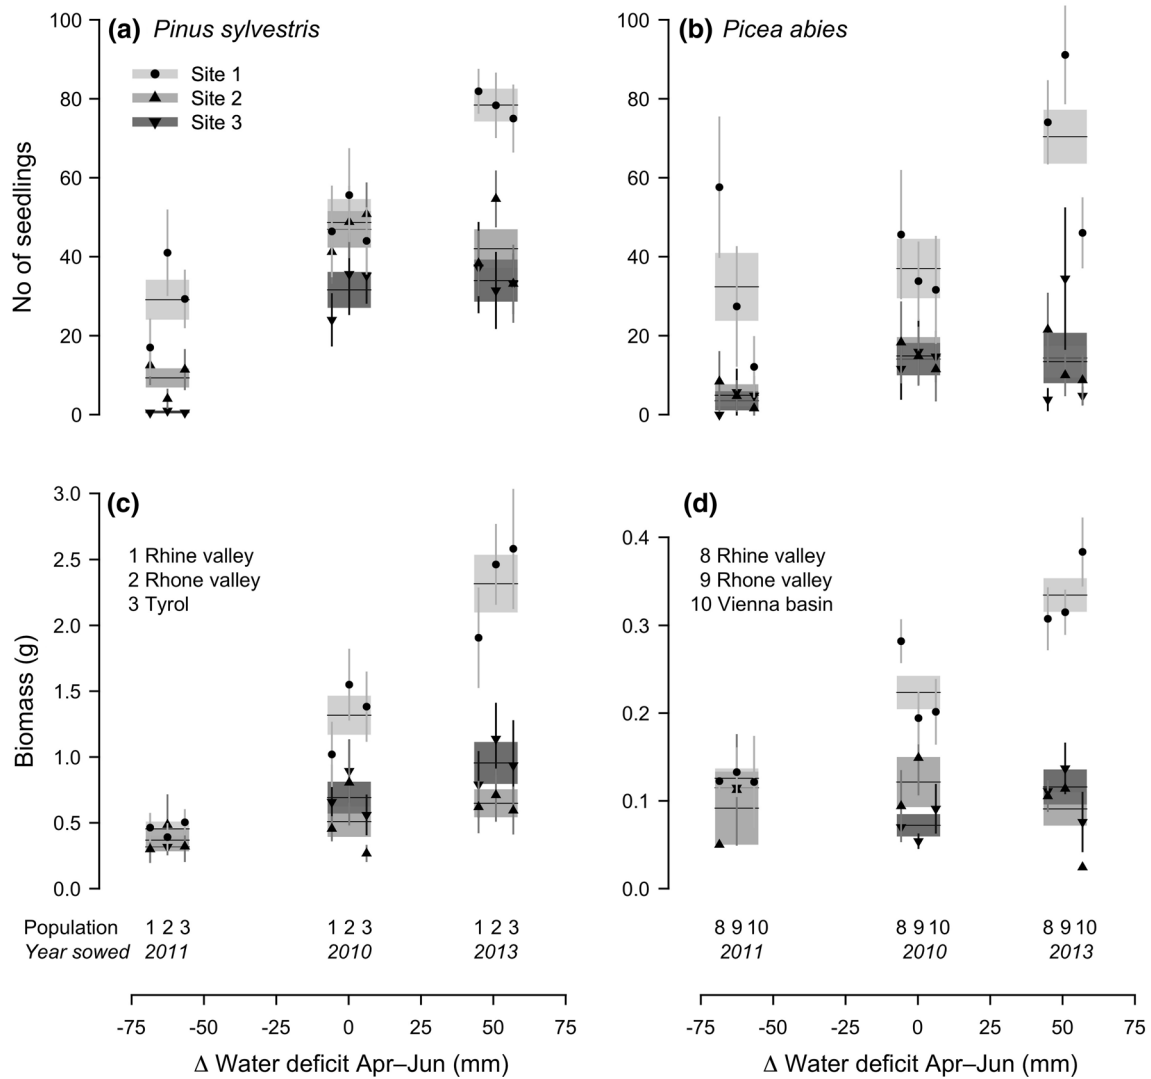 (a) Pinus sylvestris
(b) Picea abies
Site 1
Site 2
Site 3
No of seedlings
100
80
60
40
20
0
100
80
60
40
20
0
(c)
(d)
1 Rhine valley
2 Rhone valley
3 Tyrol
8 Rhine valley
9 Rhone valley
10 Vienna basin
Biomass (g)
3.0
2.5
2.0
1.5
1.0
0.5
0.0
0.4
0.3
0.2
0.1
0.0
Population 1 2 3 1 2 3 1 2 3 8 9 10 8 9 10 8 9 10
Year sowed 2011 2010 2013 2011 2010 2013
-75 -50 -25 0 25 50 75 -75 -50 -25 0 25 50 75
Δ Water deficit Apr–Jun (mm) Δ Water deficit Apr–Jun (mm)